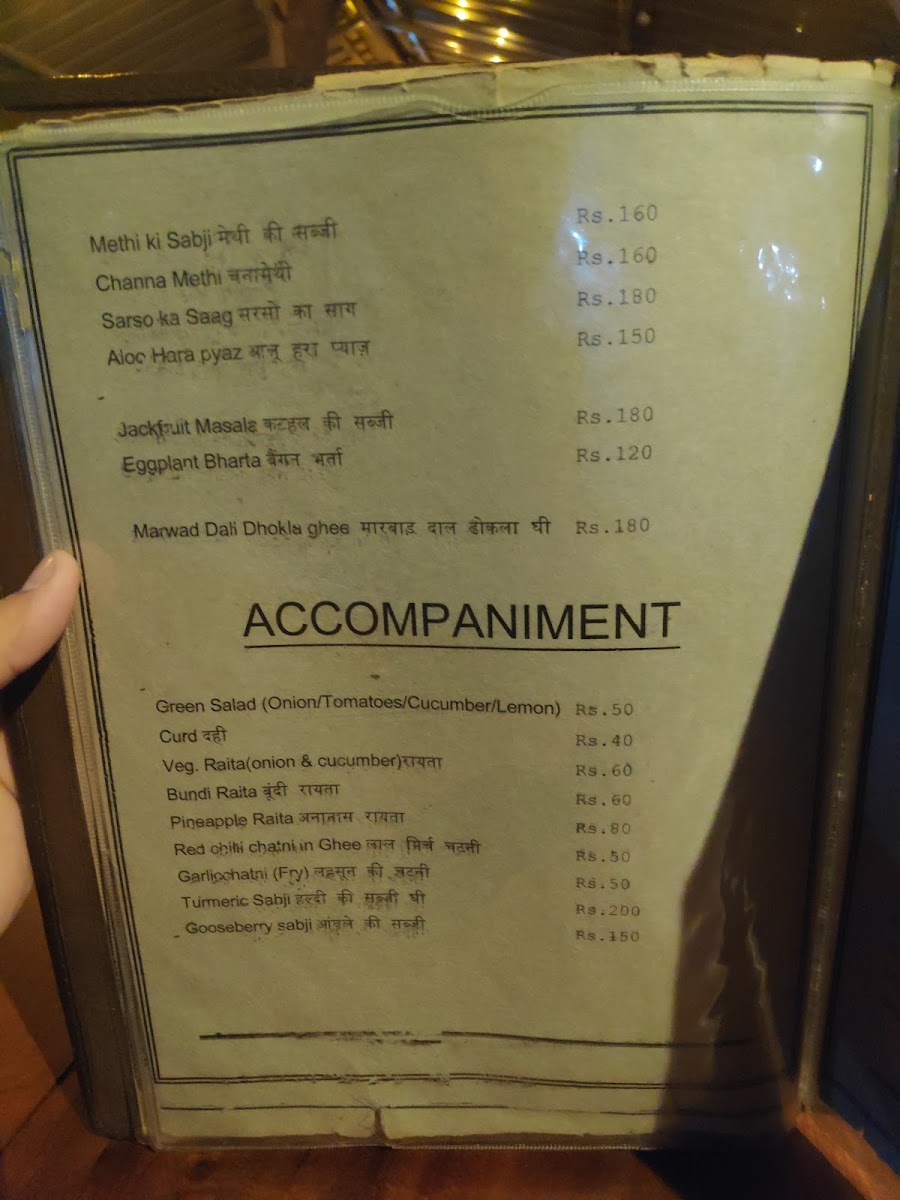 Methi ki Sabji मेथी की सब्जी Rs.160
Channa Methi चनामेथी Rs.160
Sarso ka Saag सरसो का साग Rs.180
Aloo Hara pyaz आलू हरा प्याज़ Rs.150
Jackfruit Masala कटहल की सब्जी Rs.180
Eggplant Bharta बैंगन भर्ता Rs.120
Marwad Dall Dhokla ghee मारवाड़ दाल ढोकला घी Rs.180
ACCOMPANIMENT
Green Salad (Onion/Tomatoes/Cucumber/Lemon) Rs.50
Curd दही Rs.40
Veg. Raita(onion & cucumber)रायता Rs.60
Bundi Raita बूंदी रायता Rs.60
Pineapple Raita अनानास रायता Rs.80
Red chilli chatni in Ghee लाल मिर्च चटनी Rs.50
Garlicchatni (Fry) लहसून की चटनी Rs.50
Turmeric Sabji हल्दी की सब्जी घी Rs.200
Gooseberry sabji आंवले की सब्जी Rs.150